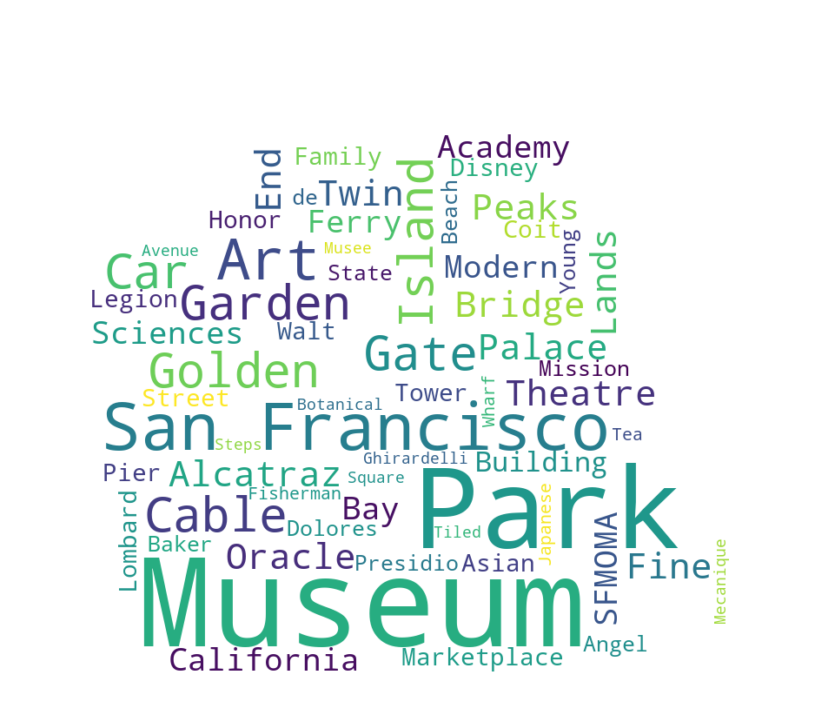 Academy
Family
Disney
End
Island
de
Twin
Beach
Peaks
Honor
Ferry
Coit
Avenue
Art
Musee
Young
Car
State
Modern
Lands
Legion
Garden
Bridge
Sciences
Walt
Gate
Palace
Golden
Mission
Street
Tower
Theatre
Botanical
Wharf
San Francisco
Tea
Steps
Ghirardelli
Building
Pier
Alcatraz
Square
Park
Fisherman
Cable
Bay
Japanese
Lombard
Dolores
Tiled
SFMOMA
Baker
Oracle
Presidio
Asian
Fine
Mecanique
Museum
Angel
California
Marketplace